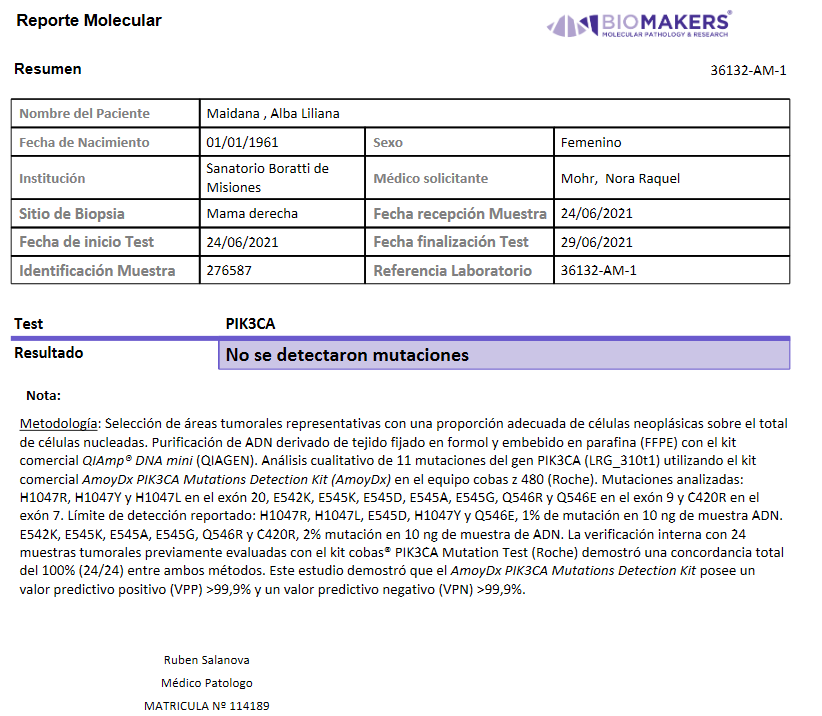 Reporte Molecular
BIOMAKERS®
MOLECULAR PATHOLOGY & RESEARCH
Resumen
36132-AM-1
Nombre del Paciente Maidana , Alba Liliana
Fecha de Nacimiento 01/01/1961 Sexo Femenino
Institución Sanatorio Boratti de Misiones Médico solicitante Mohr, Nora Raquel
Sitio de Biopsia Mama derecha Fecha recepción Muestra 24/06/2021
Fecha de inicio Test 24/06/2021 Fecha finalización Test 29/06/2021
Identificación Muestra 276587 Referencia Laboratorio 36132-AM-1
Test PIK3CA
Resultado No se detectaron mutaciones
Nota:
Metodología: Selección de áreas tumorales representativas con una proporción adecuada de células neoplásicas sobre el total
de células nucleadas. Purificación de ADN derivado de tejido fijado en formol y embebido en parafina (FFPE) con el kit
comercial QIAmp® DNA mini (QIAGEN). Análisis cualitativo de 11 mutaciones del gen PIK3CA (LRG_310t1) utilizando el kit
comercial AmoyDx PIK3CA Mutations Detection Kit (AmoyDx) en el equipo cobas z 480 (Roche). Mutaciones analizadas:
H1047R, H1047Y y H1047L en el exón 20, E542K, E545K, E545D, E545A, E545G, Q546R y Q546E en el exón 9 y C420R en el
exón 7. Límite de detección reportado: H1047R, H1047L, E545D, H1047Y y Q546E, 1% de mutación en 10 ng de muestra ADN.
E542K, E545K, E545A, E545G, Q546R y C420R, 2% mutación en 10 ng de muestra de ADN. La verificación interna con 24
muestras tumorales previamente evaluadas con el kit cobas® PIK3CA Mutation Test (Roche) demostró una concordancia total
del 100% (24/24) entre ambos métodos. Este estudio demostró que el AmoyDx PIK3CA Mutations Detection Kit posee un
valor predictivo positivo (VPP) >99,9% y un valor predictivo negativo (VPN) >99,9%.
Ruben Salanova
Médico Patologo
MATRICULA Nº 114189